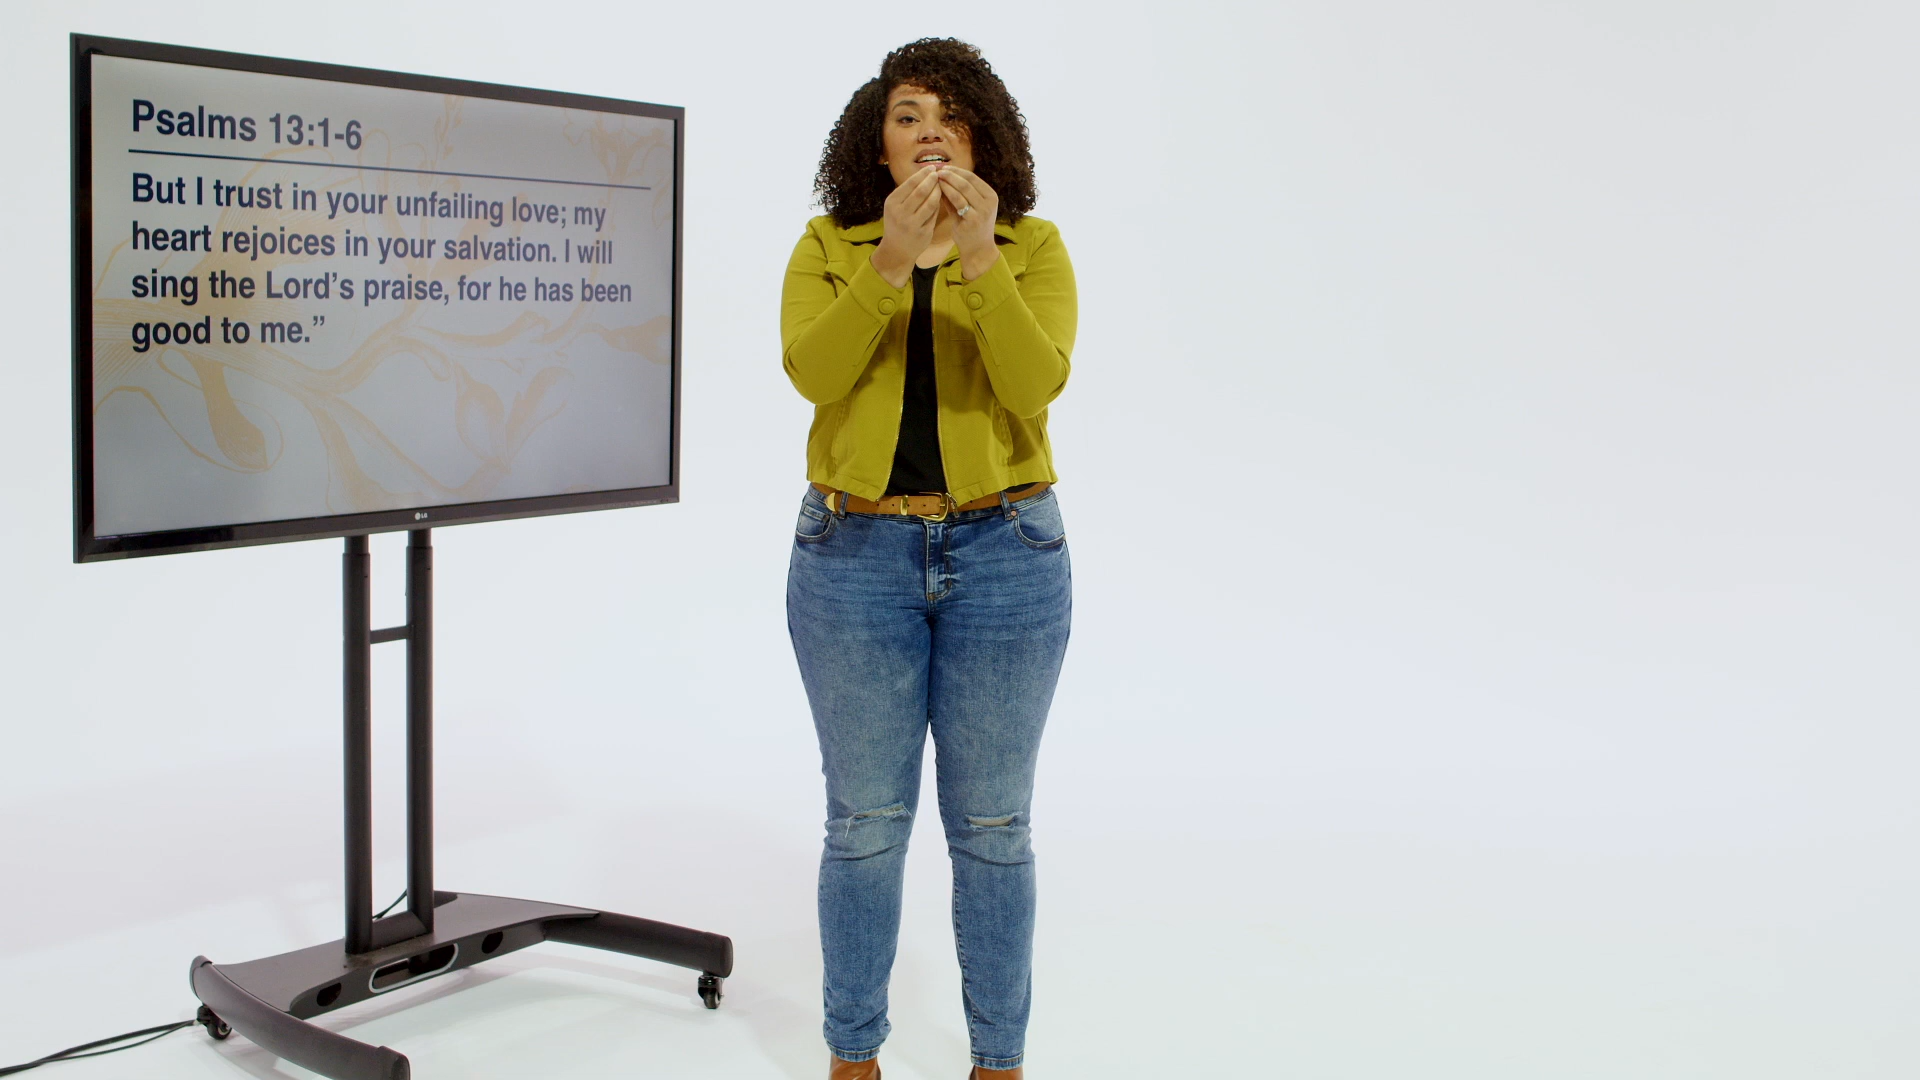 Psalms 13:1-6
But I trust in your unfailing love; my
heart rejoices in your salvation. I will
sing the Lord’s praise, for he has been
good to me.”
LG